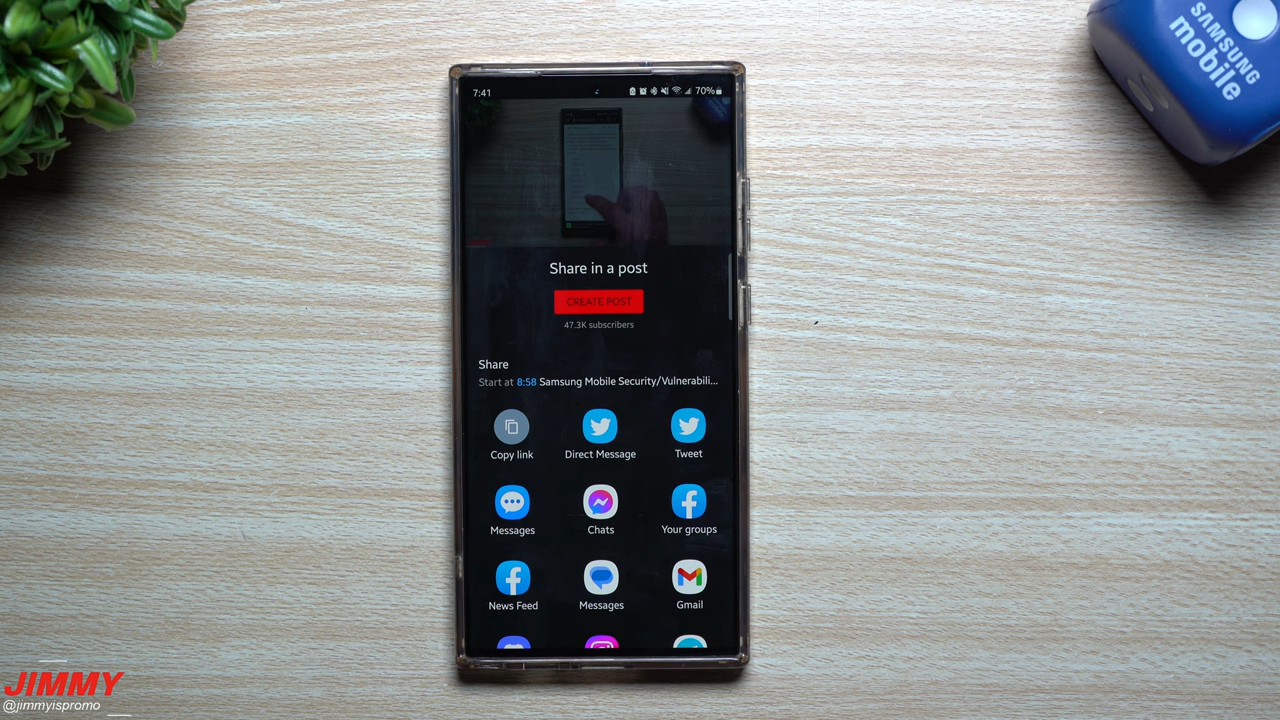 SAMSUNG
mobile
7:41
70%
Share in a post
CREATE POST
47.3K subscribers
Share
Start at 8:58 Samsung Mobile Security/Vulnerabili...
Copy link
Direct Message
Tweet
Messages
Chats
Your groups
News Feed
Messages
Gmail
JIMMY
@jimmyispromo